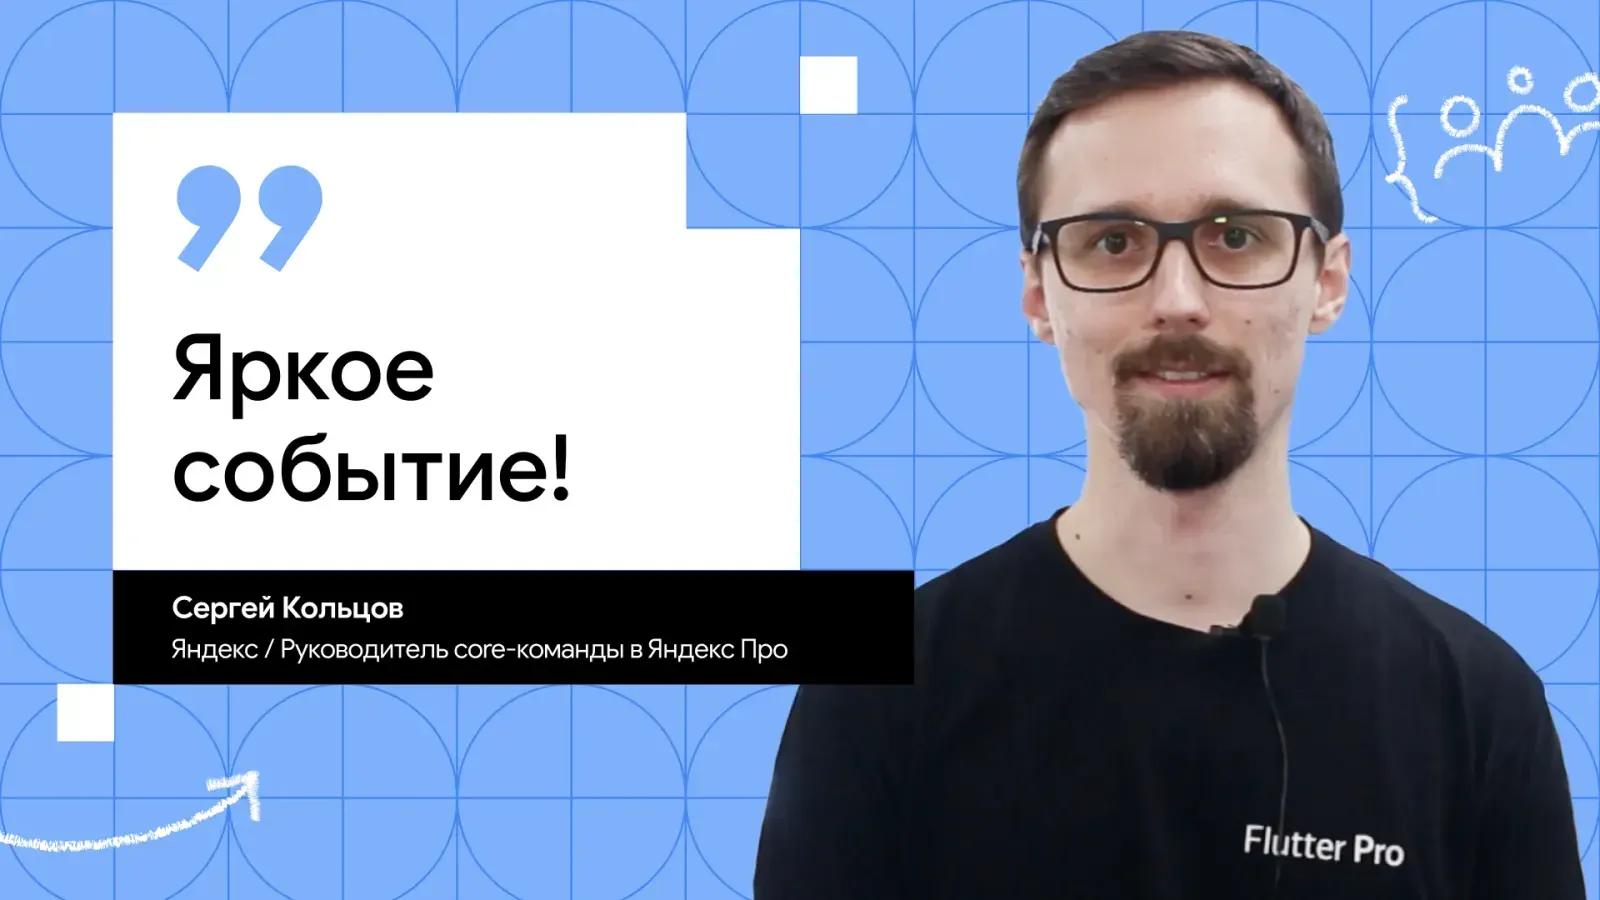 Яркое
событие!
Сергей Кольцов
Яндекс / Руководитель core-команды в Яндекс Про
Flutter Pro